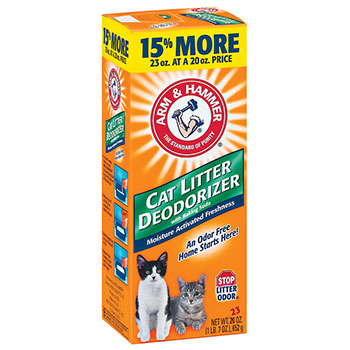 15% MORE
23 oz. AT A 20 oz. PRICE
ARM & HAMMER
THE STANDARD OF PURITY
CAT LITTER
DEODORIZER
with Baking Soda
Moisture Activated Freshness
An Odor Free
Home Starts Here!
STOP
LITTER
ODOR
23
NET WT. 20 OZ.
(1 LB. 7 OZ.) 652g